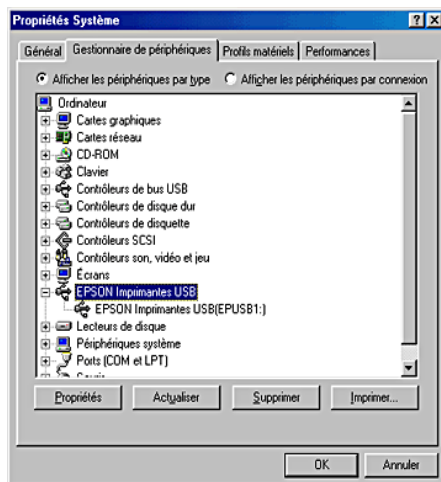 Propriétés Système
Général Gestionnaire de périphériques Profils matériels Performances
Afficher les périphériques par type Afficher les périphériques par connexion
Ordinateur
Cartes graphiques
Cartes réseau
CD-ROM
Clavier
Contrôleurs de bus USB
Contrôleurs de disque dur
Contrôleurs de disquette
Contrôleurs SCSI
Contrôleurs son, vidéo et jeu
Écrans
EPSON Imprimantes USB
EPSON Imprimantes USB(EPUSB1:)
Lecteurs de disque
Périphériques système
Ports (COM et LPT)
Propriétés Actualiser Supprimer Imprimer...
OK Annuler